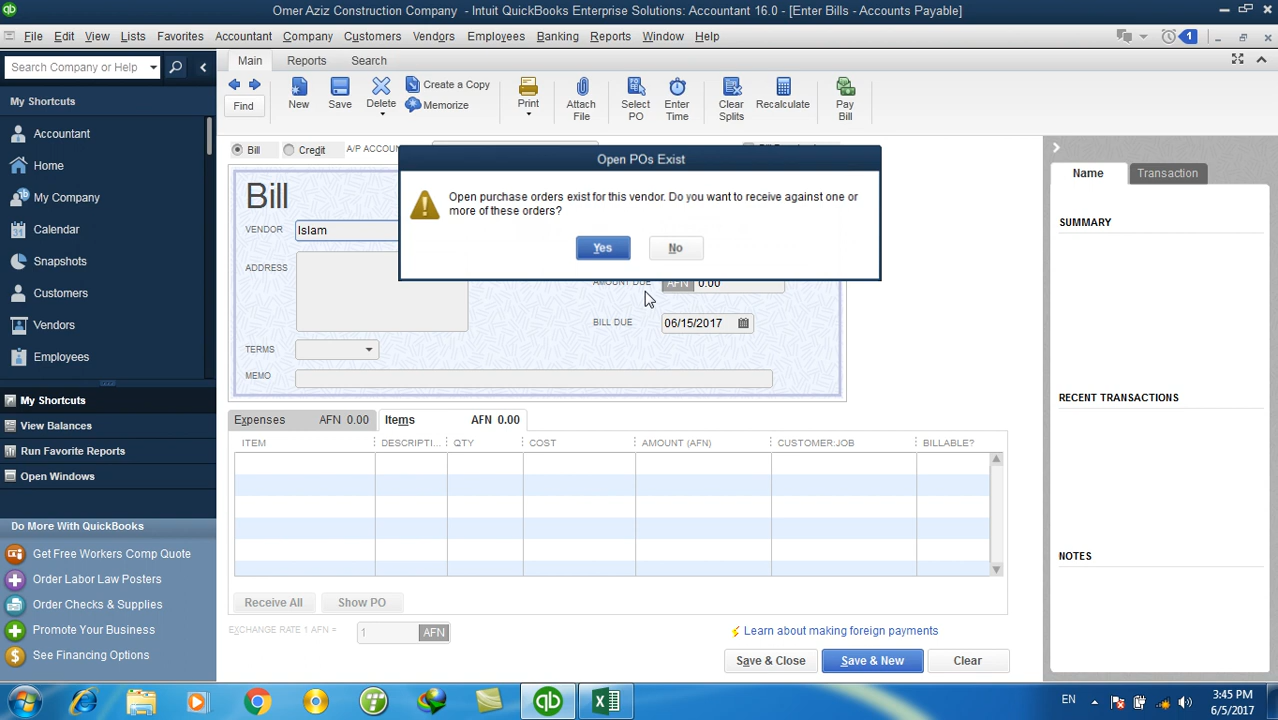 Omer Aziz Construction Company - Intuit QuickBooks Enterprise Solutions: Accountant 16.0 - [Enter Bills - Accounts Payable]
File Edit View Lists Favorites Accountant Company Customers Vendors Employees Banking Reports Window Help 1
Search Company or Help
Main Reports Search
My Shortcuts
Accountant
Home
My Company
Calendar
Snapshots
Customers
Vendors
Employees
My Shortcuts
View Balances
Run Favorite Reports
Open Windows
Do More With QuickBooks
Get Free Workers Comp Quote
Order Labor Law Posters
Order Checks & Supplies
Promote Your Business
See Financing Options
Find
New
Save
Delete
Create a Copy
Memorize
Print
Attach File
Select PO
Enter Time
Clear Splits
Recalculate
Pay Bill
Bill Credit A/P ACCOU
Open POs Exist
Open purchase orders exist for this vendor. Do you want to receive against one or
more of these orders?
Yes No
Bill
VENDOR Islam
ADDRESS
AMOUNT DUE AFN 0.00
BILL DUE 06/15/2017
TERMS
MEMO
Expenses AFN 0.00 Items AFN 0.00
ITEM DESCRIPTI... QTY COST AMOUNT (AFN) CUSTOMER:JOB BILLABLE?
Receive All Show PO
EXCHANGE RATE 1 AFN = 1 AFN
Learn about making foreign payments
Save & Close Save & New Clear
Name Transaction
SUMMARY
RECENT TRANSACTIONS
NOTES
EN
3:45 PM
6/5/2017